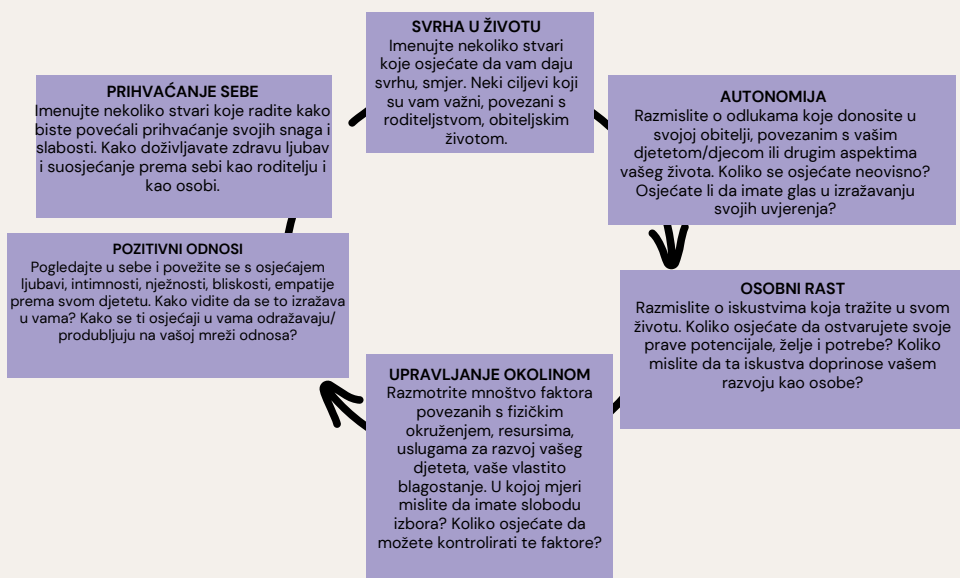 SVRHA U ŽIVOTU
Imenujte nekoliko stvari
koje osjećate da vam daju
svrhu, smjer. Neki ciljevi koji
su vam važni, povezani s
roditeljstvom, obiteljskim
životom.
AUTONOMIJA
Razmislite o odlukama koje donosite u
svojoj obitelji, povezanim s vašim
djetetom/djecom ili drugim aspektima
vašeg života. Koliko se osjećate neovisno?
Osjećate li da imate glas u izražavanju
svojih uvjerenja?
OSOBNI RAST
Razmislite o iskustvima koja tražite u svom
životu. Koliko osjećate da ostvarujete svoje
prave potencijale, želje i potrebe? Koliko
mislite da ta iskustva doprinose vašem
razvoju kao osobe?
UPRAVLJANJE OKOLINOM
Razmotrite mnoštvo faktora
povezanih s fizičkim
okruženjem, resursima,
uslugama za razvoj vašeg
djeteta, vaše vlastito
blagostanje. U kojoj mjeri
mislite da imate slobodu
izbora? Koliko osjećate da
možete kontrolirati te faktore?
POZITIVNI ODNOSI
Pogledajte u sebe i povežite se s osjećajem
ljubavi, intimnosti, nježnosti, bliskosti, empatije
prema svom djetetu. Kako vidite da se to izražava
u vama? Kako se ti osjećaji u vama odražavaju/
produbljuju na vašoj mreži odnosa?
PRIHVAĆANJE SEBE
Imenujte nekoliko stvari koje radite kako
biste povećali prihvaćanje svojih snaga i
slabosti. Kako doživljavate zdravu ljubav
i suosjećanje prema sebi kao roditelju i
kao osobi.